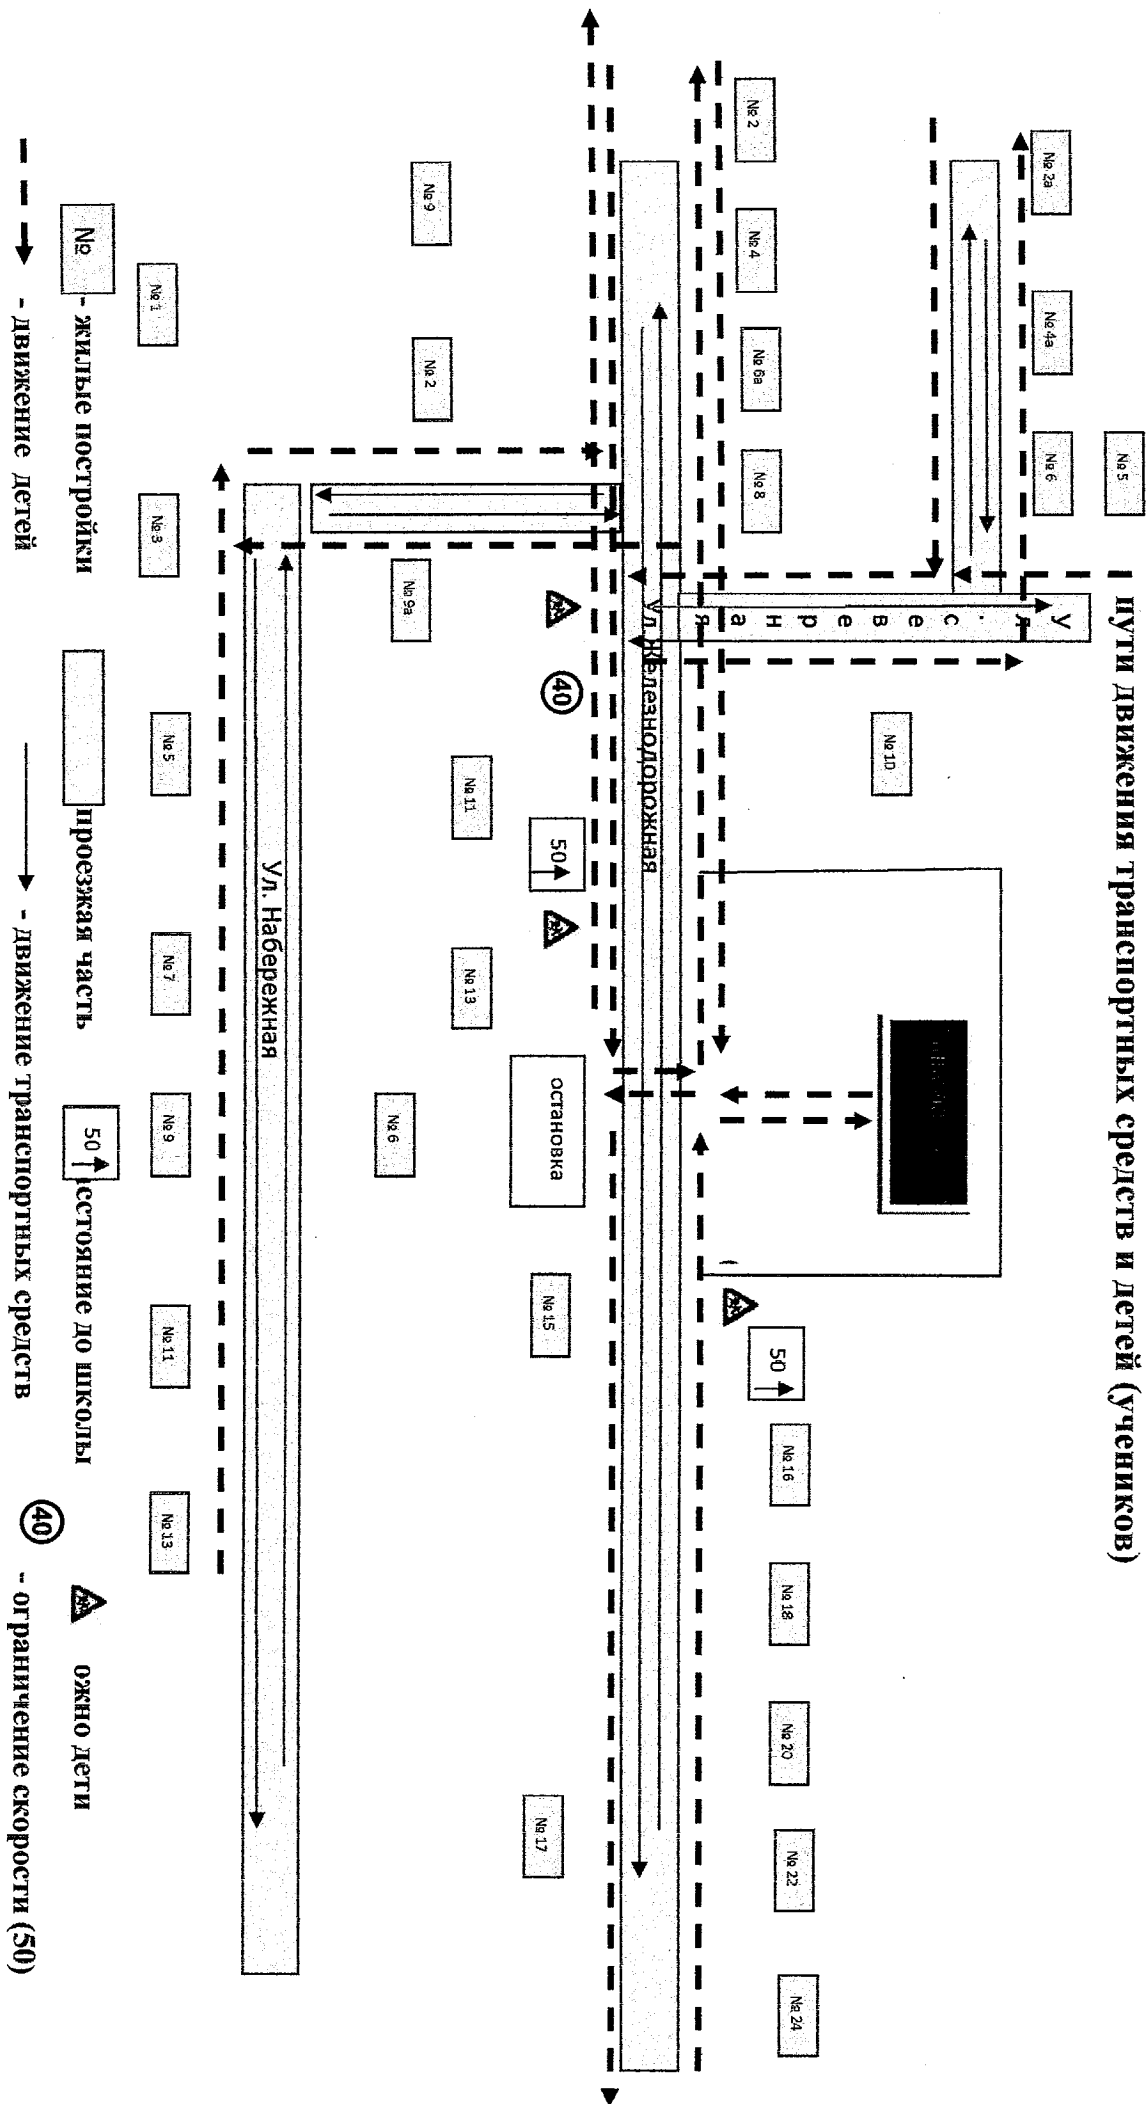 пути движения транспортных средств и детей (учеников)
№ 5
№ 2а
№ 4а
№ 6
Ул. северная
№ 10
№ 2
№ 4
№ 6а
№ 8
50
№ 16
№ 18
№ 20
№ 22
№ 24
Ул. Железнодорожная
40
50
остановка
№ 15
№ 17
№ 11
№ 13
№ 9
№ 2
№ 9а
№ 6
Ул. Набережная
№ 1
№ 3
№ 5
№ 7
№ 9
№ 11
№ 13
№ - жилые постройки
проезжая часть
50 сстояние до школы
ожно дети
- движение детей
- движение транспортных средств
40 - ограничение скорости (50)